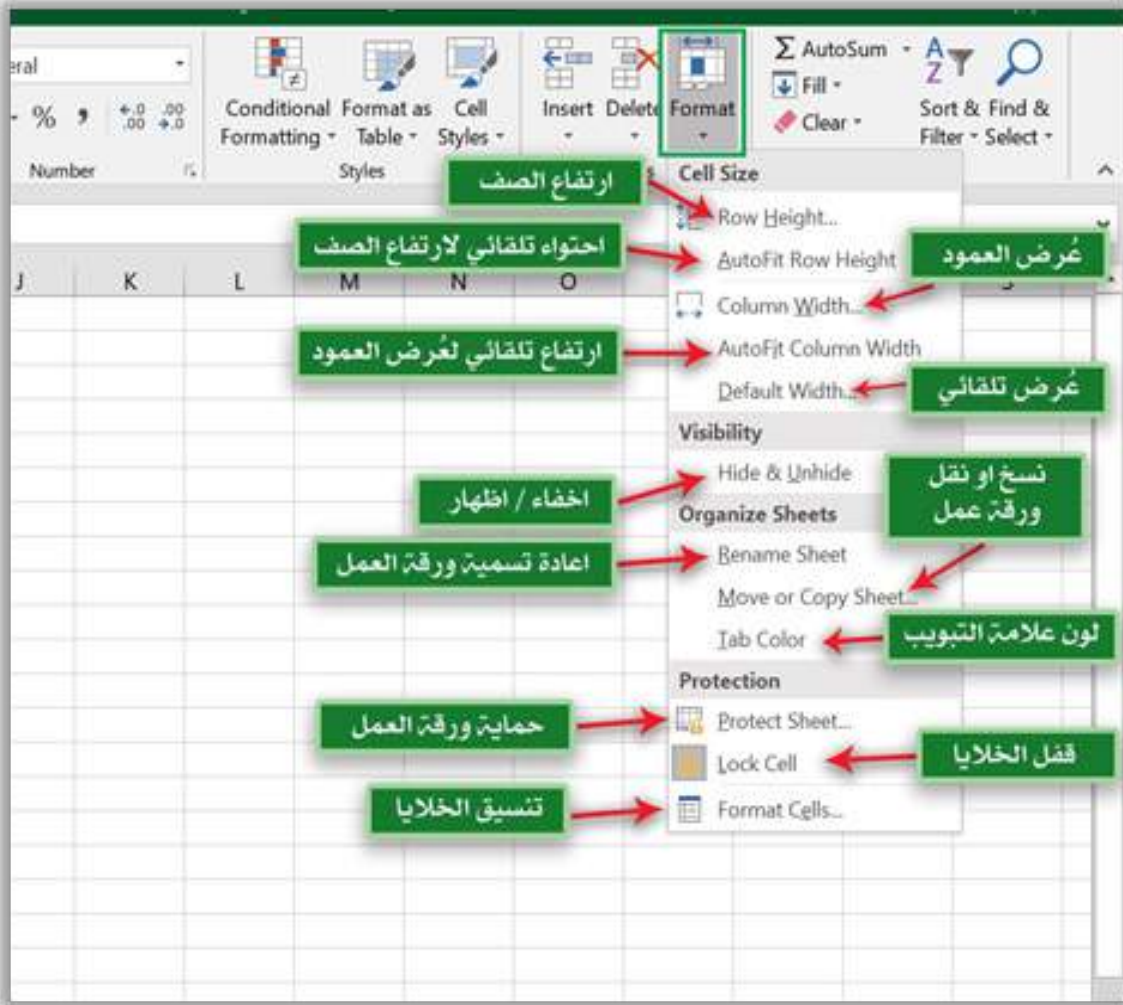 Conditional Formatting
Format as Table
Cell Styles
Insert
Delete
Format
AutoSum
Fill
Clear
Sort & Filter
Find & Select
%
Number
Styles
Cell Size
ارتفاع الصف
Row Height...
احتواء تلقائي لارتفاع الصف
AutoFit Row Height
عُرض العمود
J K L M N O
Column Width...
ارتفاع تلقائي لعُرض العمود
AutoFit Column Width
Default Width...
عُرض تلقائي
Visibility
Hide & Unhide
اخفاء / اظهار
نسخ او نقل
ورقة عمل
Organize Sheets
اعادة تسمية ورقة العمل
Rename Sheet
Move or Copy Sheet...
Tab Color
لون علامة التبويب
Protection
حماية ورقة العمل
Protect Sheet...
Lock Cell
قفل الخلايا
تنسيق الخلايا
Format Cells...